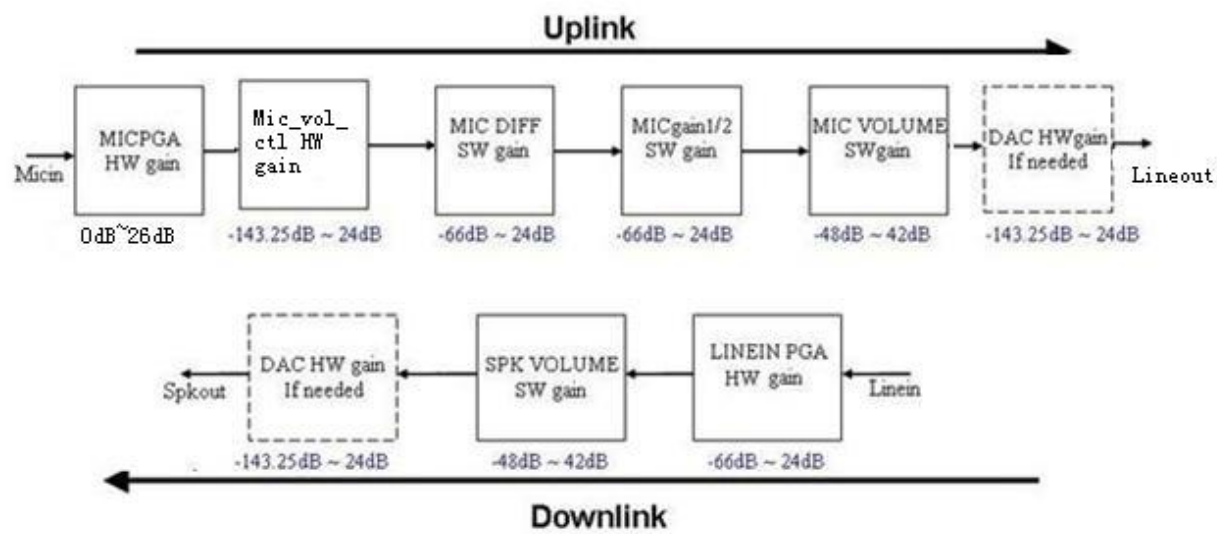 Uplink
MICPGA
HW gain
Mic_vol_
ctl HW
gain
MIC DIFF
SW gain
MICgain1/2
SW gain
MIC VOLUME
SWgain
DAC HWgain
If needed
Micin
Lineout
0dB~26dB
-143.25dB ~ 24dB
-66dB ~ 24dB
-66dB ~ 24dB
-48dB ~ 42dB
-143.25dB ~ 24dB
DAC HW gain
If needed
SPK VOLUME
SW gain
LINEIN PGA
HW gain
Spkout
Linein
-143.25dB ~ 24dB
-48dB ~ 42dB
-66dB ~ 24dB
Downlink